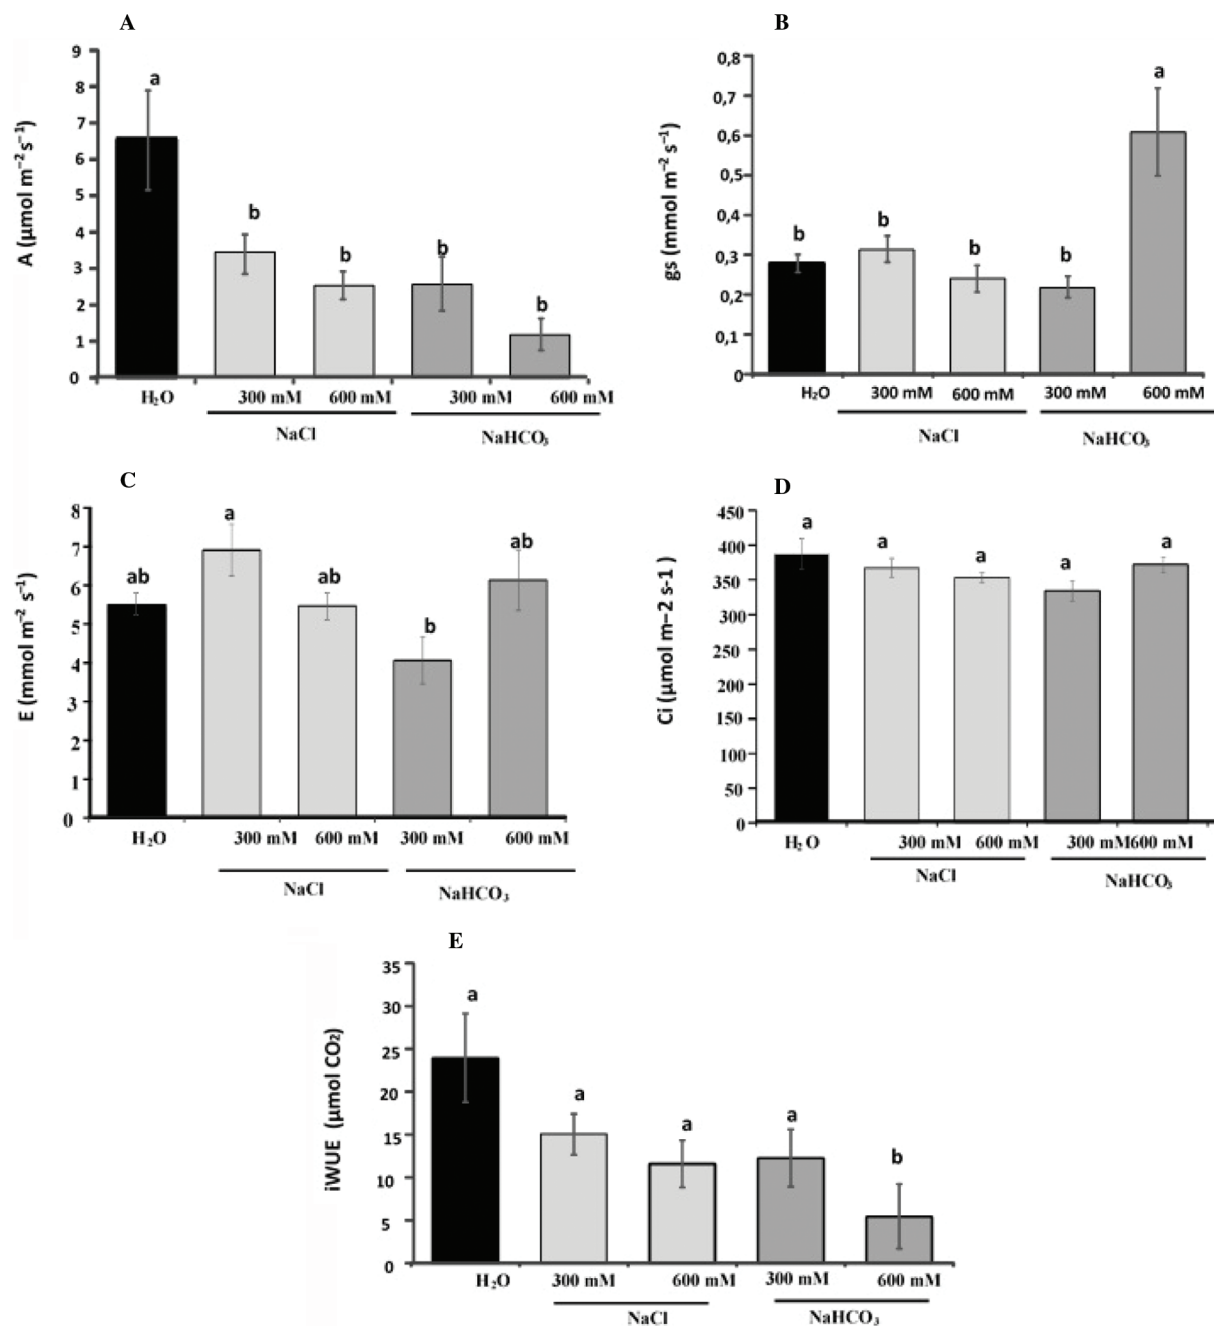 A
A (µmol m⁻² s⁻¹)
9
8
7
6
5
4
3
2
1
0
a
b
b
b
b
H₂O
300 mM
600 mM
300 mM
600 mM
NaCl
NaHCO₃
B
gs (mmol m⁻² s⁻¹)
0,8
0,7
0,6
0,5
0,4
0,3
0,2
0,1
0
b
b
b
b
a
H₂O
300 mM
600 mM
300 mM
600 mM
NaCl
NaHCO₃
C
E (mmol m⁻² s⁻¹)
8
7
6
5
4
3
2
1
0
ab
a
ab
b
ab
H₂O
300 mM
600 mM
300 mM
600 mM
NaCl
NaHCO₃
D
Ci (µmol m−2 s-1 )
450
400
350
300
250
200
150
100
50
0
a
a
a
a
a
H₂ O
300 mM
600 mM
300 mM
600 mM
NaCl
NaHCO₃
E
iWUE (µmol CO₂)
35
30
25
20
15
10
5
0
a
a
a
a
b
H₂O
300 mM
600 mM
300 mM
600 mM
NaCl
NaHCO₃